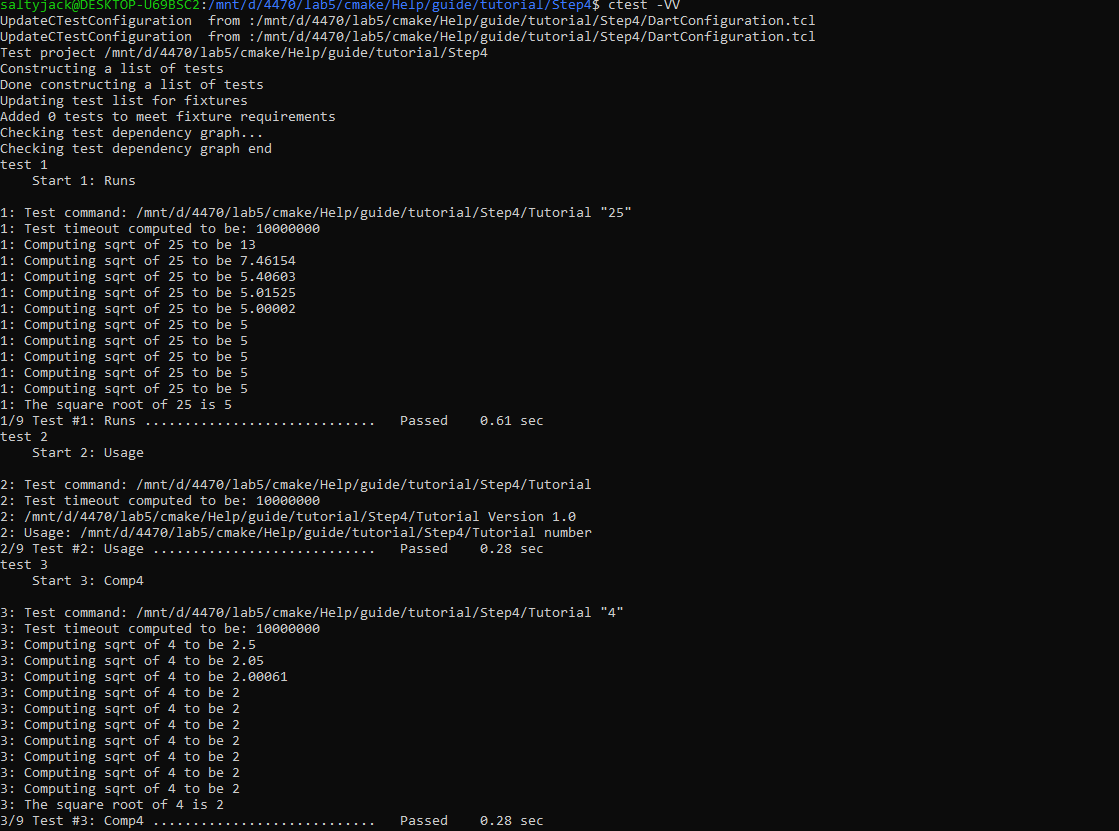 saltyjack@DESKTOP-U69BSC2:/mnt/d/4470/lab5/cmake/Help/guide/tutorial/Step4$ ctest -VV
UpdateCTestConfiguration  from :/mnt/d/4470/lab5/cmake/Help/guide/tutorial/Step4/DartConfiguration.tcl
UpdateCTestConfiguration  from :/mnt/d/4470/lab5/cmake/Help/guide/tutorial/Step4/DartConfiguration.tcl
Test project /mnt/d/4470/lab5/cmake/Help/guide/tutorial/Step4
Constructing a list of tests
Done constructing a list of tests
Updating test list for fixtures
Added 0 tests to meet fixture requirements
Checking test dependency graph...
Checking test dependency graph end
test 1
    Start 1: Runs

1: Test command: /mnt/d/4470/lab5/cmake/Help/guide/tutorial/Step4/Tutorial "25"
1: Test timeout computed to be: 10000000
1: Computing sqrt of 25 to be 13
1: Computing sqrt of 25 to be 7.46154
1: Computing sqrt of 25 to be 5.40603
1: Computing sqrt of 25 to be 5.01525
1: Computing sqrt of 25 to be 5.00002
1: Computing sqrt of 25 to be 5
1: Computing sqrt of 25 to be 5
1: Computing sqrt of 25 to be 5
1: Computing sqrt of 25 to be 5
1: Computing sqrt of 25 to be 5
1: The square root of 25 is 5
1/9 Test #1: Runs .............................   Passed    0.61 sec
test 2
    Start 2: Usage

2: Test command: /mnt/d/4470/lab5/cmake/Help/guide/tutorial/Step4/Tutorial
2: Test timeout computed to be: 10000000
2: /mnt/d/4470/lab5/cmake/Help/guide/tutorial/Step4/Tutorial Version 1.0
2: Usage: /mnt/d/4470/lab5/cmake/Help/guide/tutorial/Step4/Tutorial number
2/9 Test #2: Usage ............................   Passed    0.28 sec
test 3
    Start 3: Comp4

3: Test command: /mnt/d/4470/lab5/cmake/Help/guide/tutorial/Step4/Tutorial "4"
3: Test timeout computed to be: 10000000
3: Computing sqrt of 4 to be 2.5
3: Computing sqrt of 4 to be 2.05
3: Computing sqrt of 4 to be 2.00061
3: Computing sqrt of 4 to be 2
3: Computing sqrt of 4 to be 2
3: Computing sqrt of 4 to be 2
3: Computing sqrt of 4 to be 2
3: Computing sqrt of 4 to be 2
3: Computing sqrt of 4 to be 2
3: Computing sqrt of 4 to be 2
3: The square root of 4 is 2
3/9 Test #3: Comp4 ............................   Passed    0.28 sec